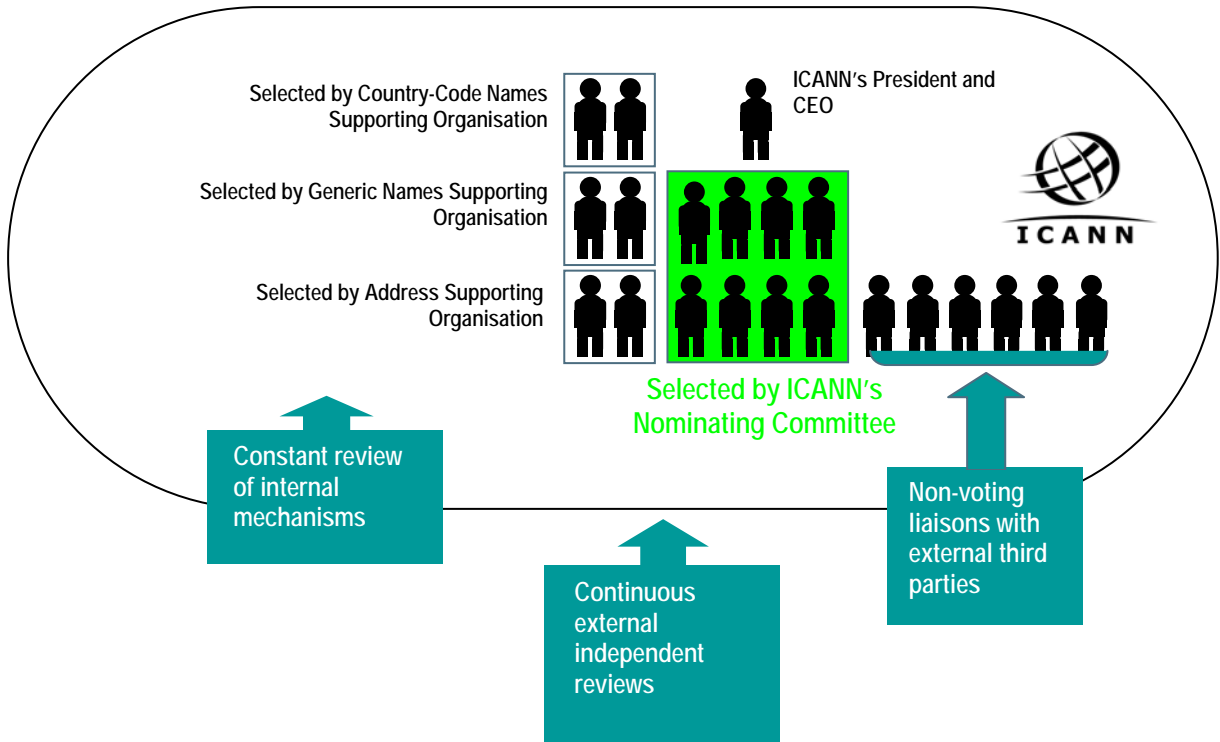 Selected by Country-Code Names
Supporting Organisation
ICANN's President and
CEO
Selected by Generic Names Supporting
Organisation
ICANN
Selected by Address Supporting
Organisation
Selected by ICANN's
Nominating Committee
Constant review
of internal
mechanisms
Continuous
external
independent
reviews
Non-voting
liaisons with
external third
parties